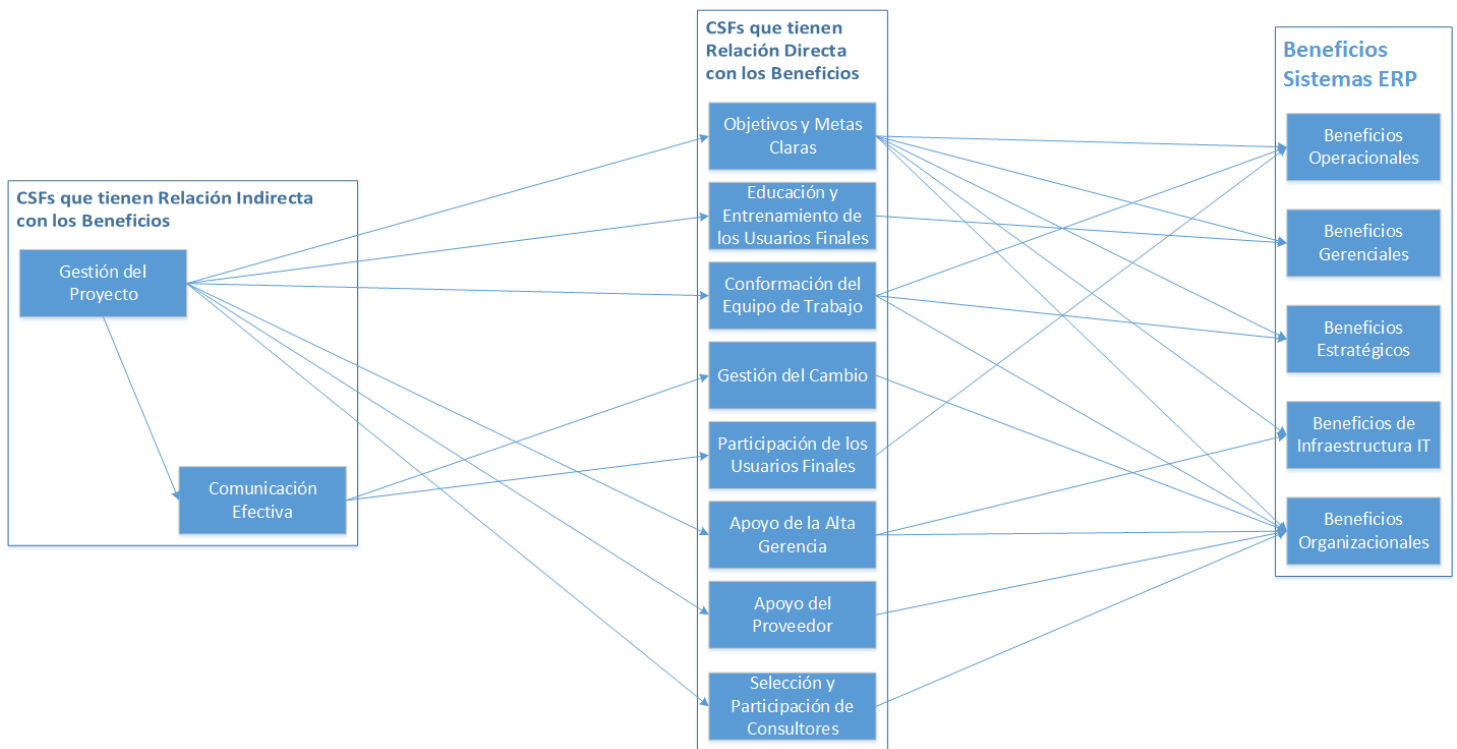 CSFs que tienen Relación Indirecta
con los Beneficios
Gestión del
Proyecto
Comunicación
Efectiva
CSFs que tienen
Relación Directa
con los Beneficios
Objetivos y Metas
Claras
Educación y
Entrenamiento de
los Usuarios Finales
Conformación del
Equipo de Trabajo
Gestión del Cambio
Participación de los
Usuarios Finales
Apoyo de la Alta
Gerencia
Apoyo del
Proveedor
Selección y
Participación de
Consultores
Beneficios
Sistemas ERP
Beneficios
Operacionales
Beneficios
Gerenciales
Beneficios
Estratégicos
Beneficios de
Infraestructura IT
Beneficios
Organizacionales